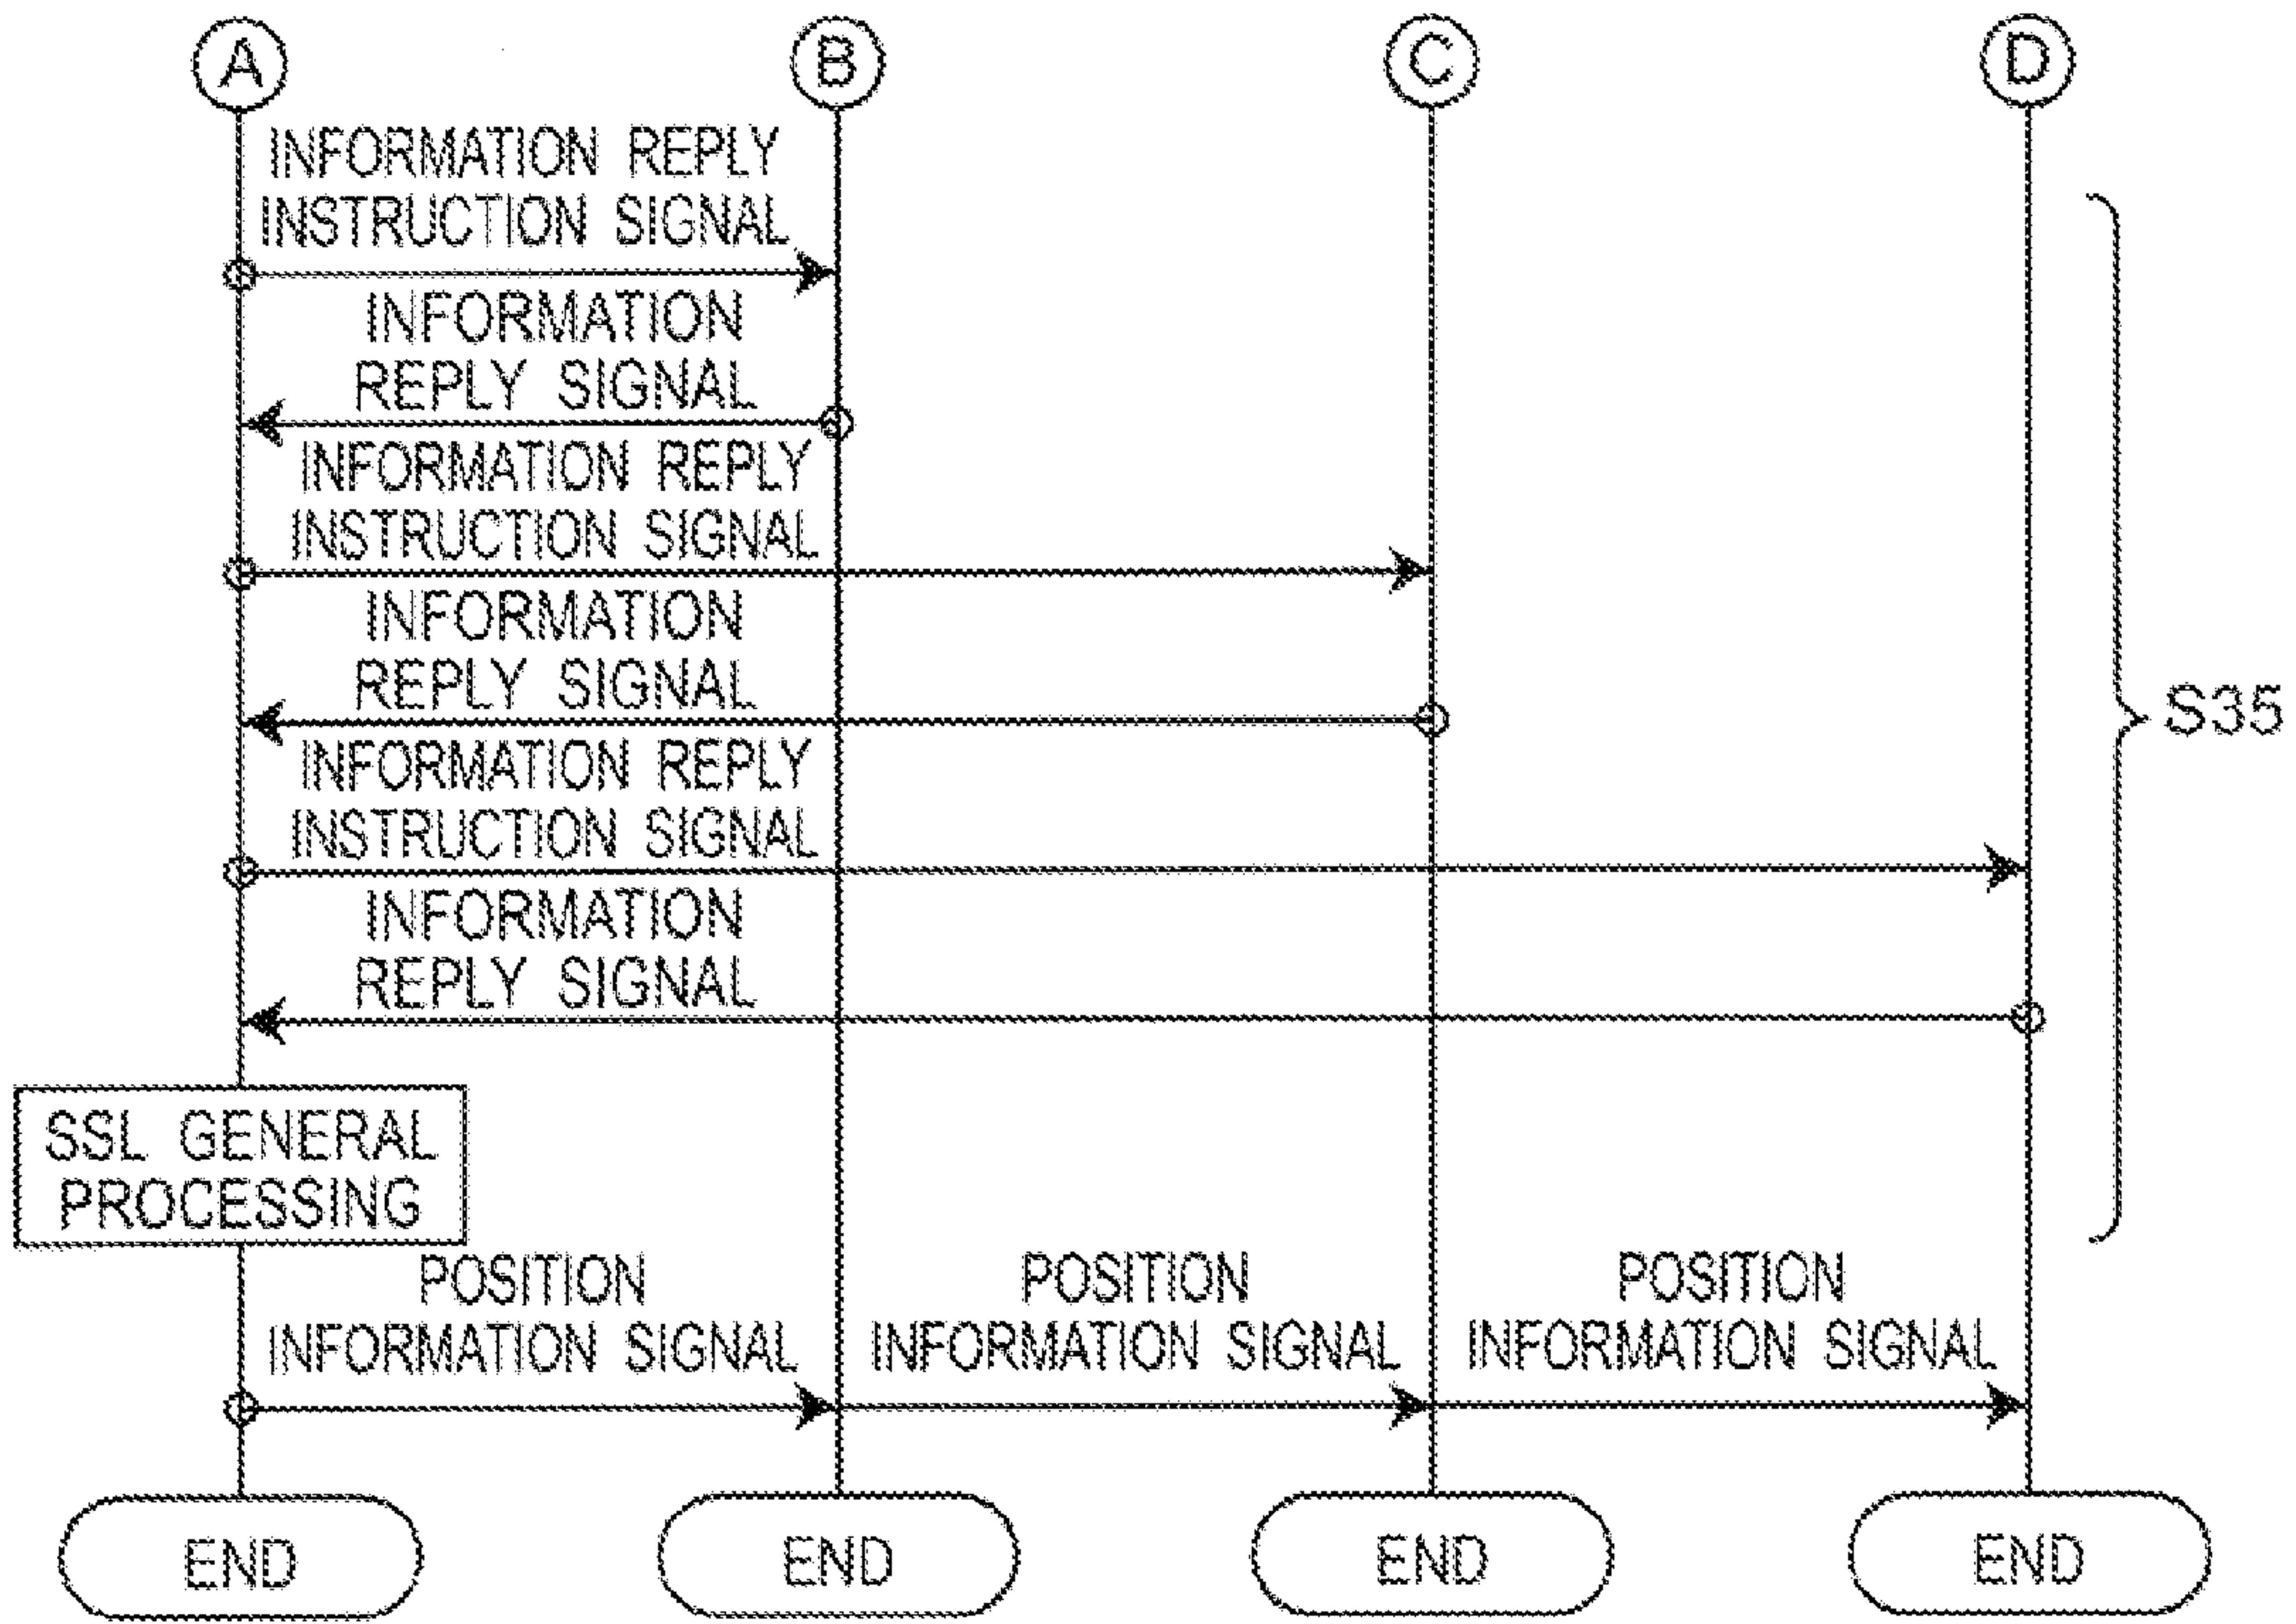 A
B
C
D
INFORMATION REPLY
INSTRUCTION SIGNAL
INFORMATION
REPLY SIGNAL
INFORMATION REPLY
INSTRUCTION SIGNAL
INFORMATION
REPLY SIGNAL
S35
INFORMATION REPLY
INSTRUCTION SIGNAL
INFORMATION
REPLY SIGNAL
SSL GENERAL
PROCESSING
POSITION
INFORMATION SIGNAL
POSITION
INFORMATION SIGNAL
POSITION
INFORMATION SIGNAL
END
END
END
END